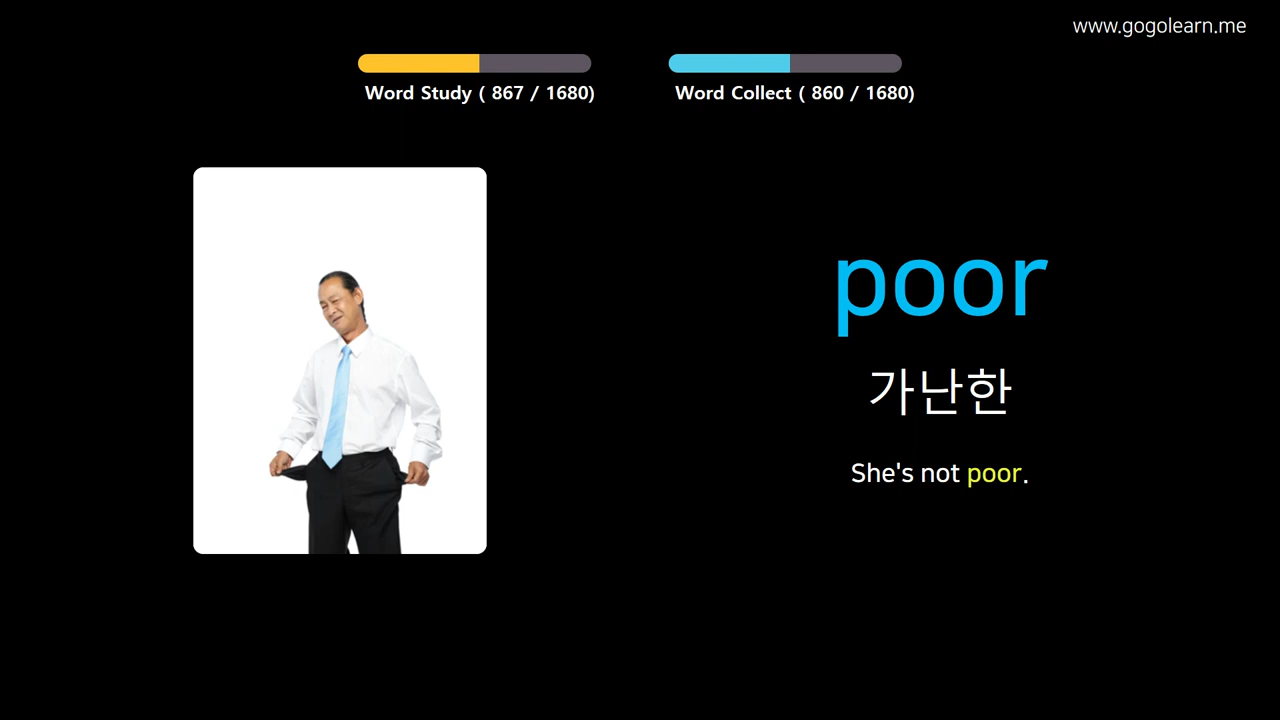 www.gogolearn.me
Word Study ( 867 / 1680)
Word Collect ( 860 / 1680)
poor
가난한
She's not poor.